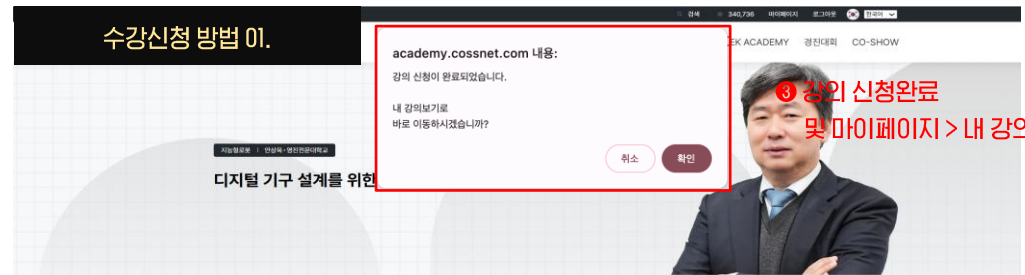 검색 340,736 마이페이지 로그아웃 한국어
수강신청 방법 01.
EK ACADEMY 경진대회 CO-SHOW
academy.cossnet.com 내용:
강의 신청이 완료되었습니다.
내 강의보기로
바로 이동하시겠습니까?
취소 확인
❸ 강의 신청완료
및 마이페이지 > 내 강의
지능형로봇 | 안상욱-영진전문대학교
디지털 기구 설계를 위한